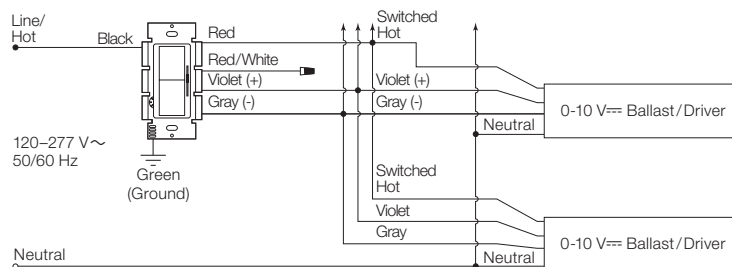 Line/
Hot
Black
Red
Switched
Hot
Red/White
Violet (+)
Violet (+)
Gray (-)
Gray (-)
0-10 V⎓ Ballast/Driver
Neutral
120–277 V~
50/60 Hz
Green
(Ground)
Switched
Hot
Violet
Gray
0-10 V⎓ Ballast/Driver
Neutral
Neutral